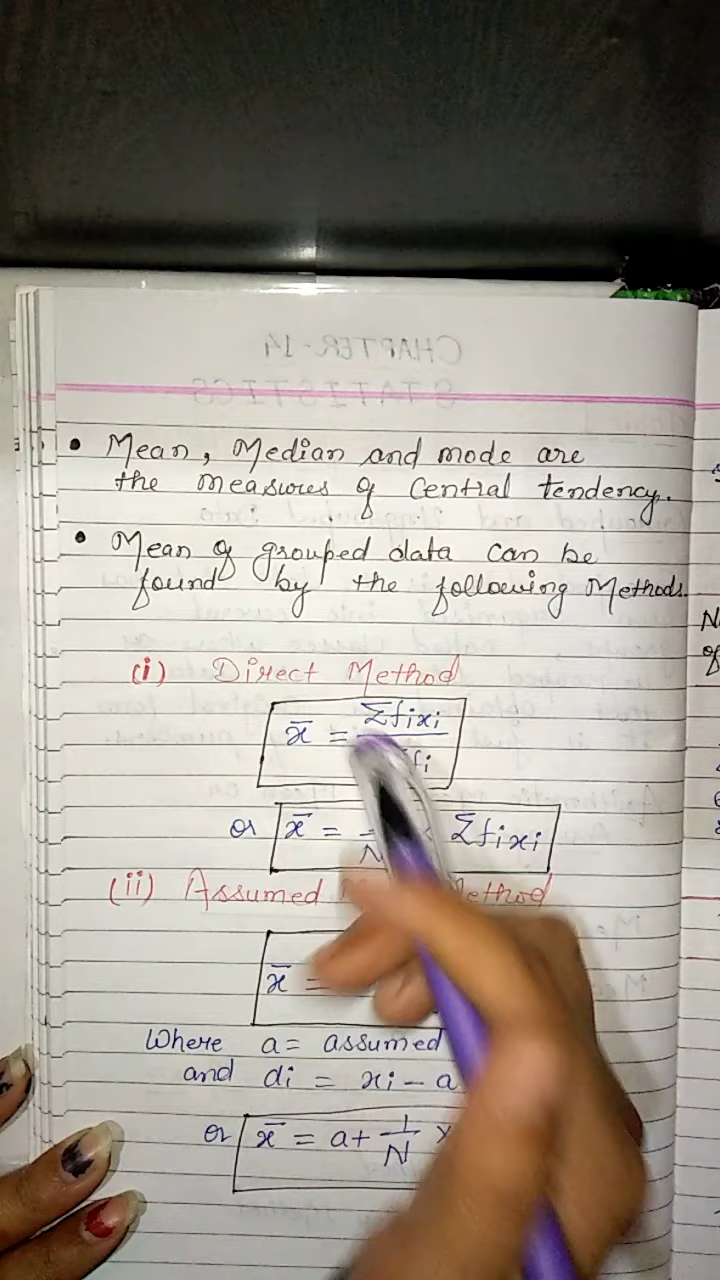 • Mean, Median and mode are
the measures of Central tendency.
• Mean of grouped data can be
found by the following Methods.
(i) Direct Method
x̄ = Σfixi
fi
or x̄ = N Σfixi
(ii) Assumed Method
x̄ =
Where a = assumed
and di = xi – a
or x̄ = a + 1/N ×